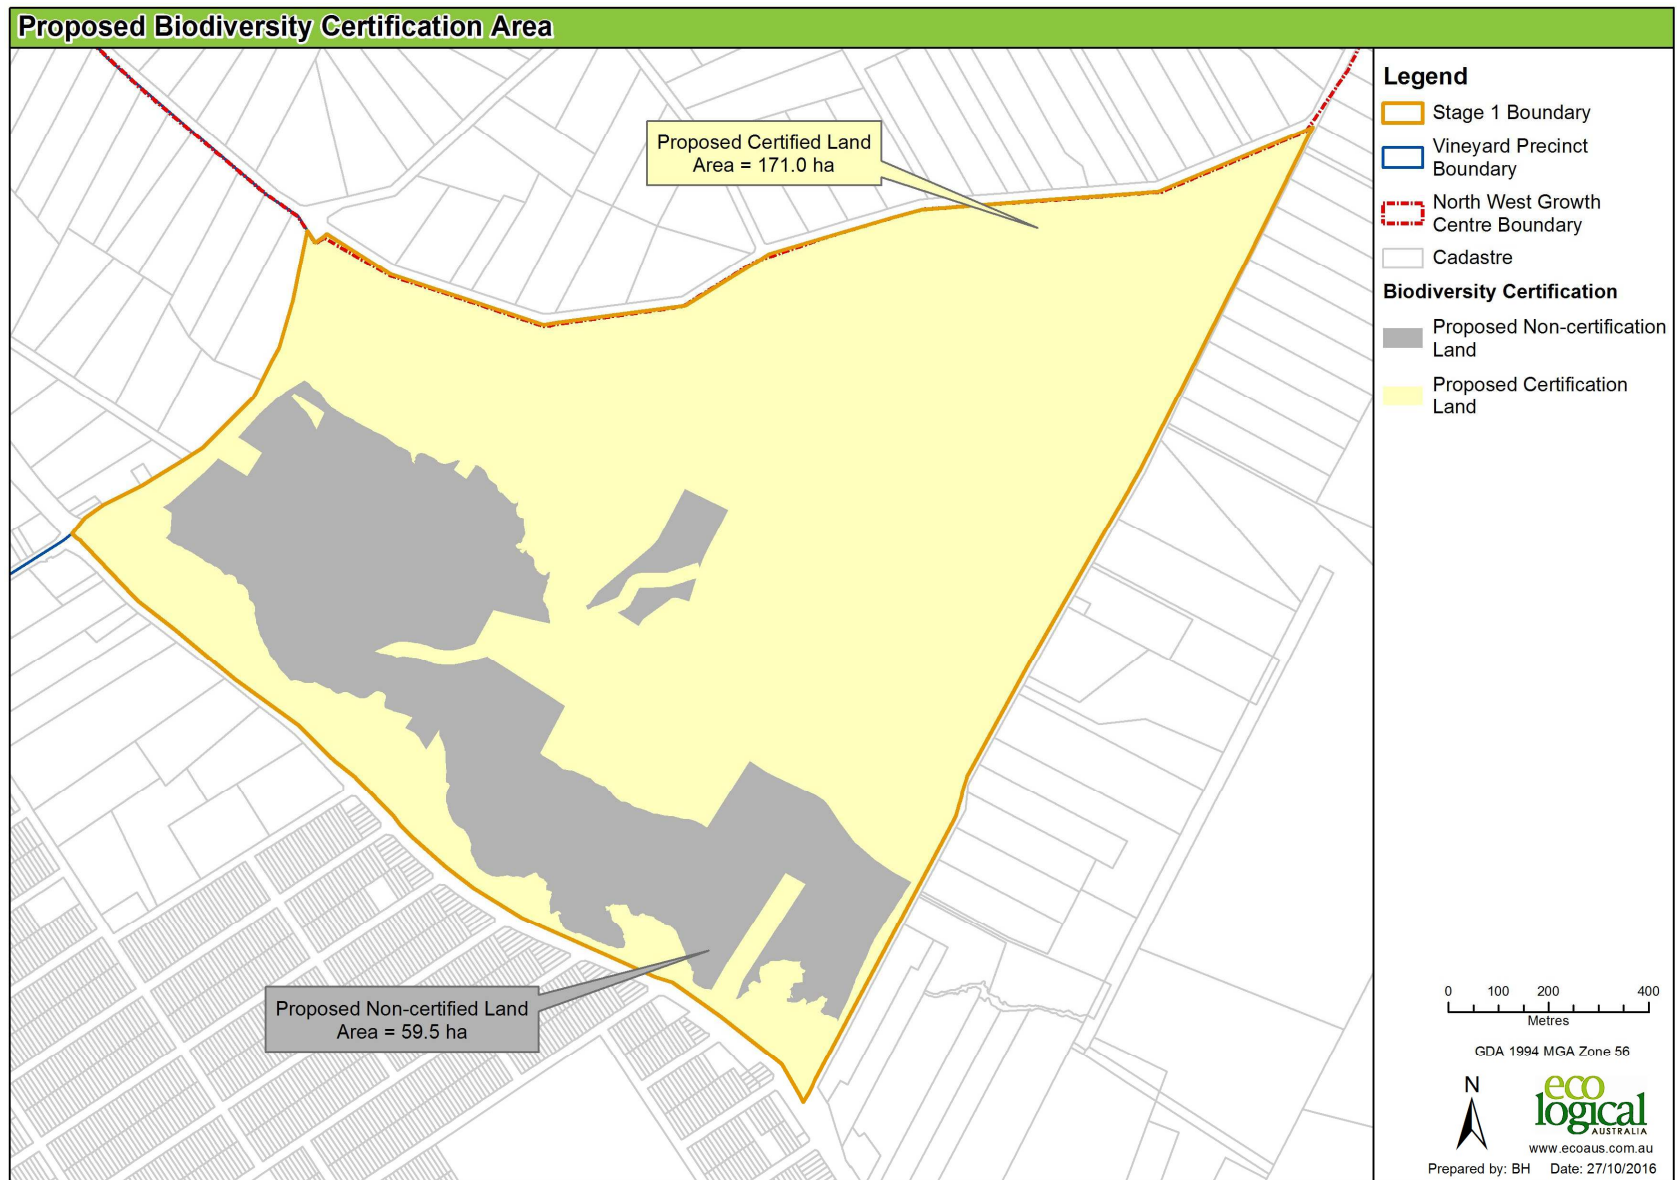 Proposed Biodiversity Certification Area
Proposed Certified Land
Area = 171.0 ha
Proposed Non-certified Land
Area = 59.5 ha
Legend
Stage 1 Boundary
Vineyard Precinct
Boundary
North West Growth
Centre Boundary
Cadastre
Biodiversity Certification
Proposed Non-certification
Land
Proposed Certification
Land
0 100 200 400
Metres
GDA 1994 MGA Zone 56
N
eco
logical
AUSTRALIA
www.ecoaus.com.au
Prepared by: BH Date: 27/10/2016